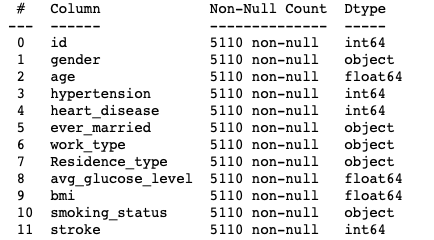 #   Column             Non-Null Count  Dtype
---  ------             --------------  -----
 0   id                 5110 non-null   int64
 1   gender             5110 non-null   object
 2   age                5110 non-null   float64
 3   hypertension       5110 non-null   int64
 4   heart_disease      5110 non-null   int64
 5   ever_married       5110 non-null   object
 6   work_type          5110 non-null   object
 7   Residence_type     5110 non-null   object
 8   avg_glucose_level  5110 non-null   float64
 9   bmi                5110 non-null   float64
 10  smoking_status     5110 non-null   object
 11  stroke             5110 non-null   int64